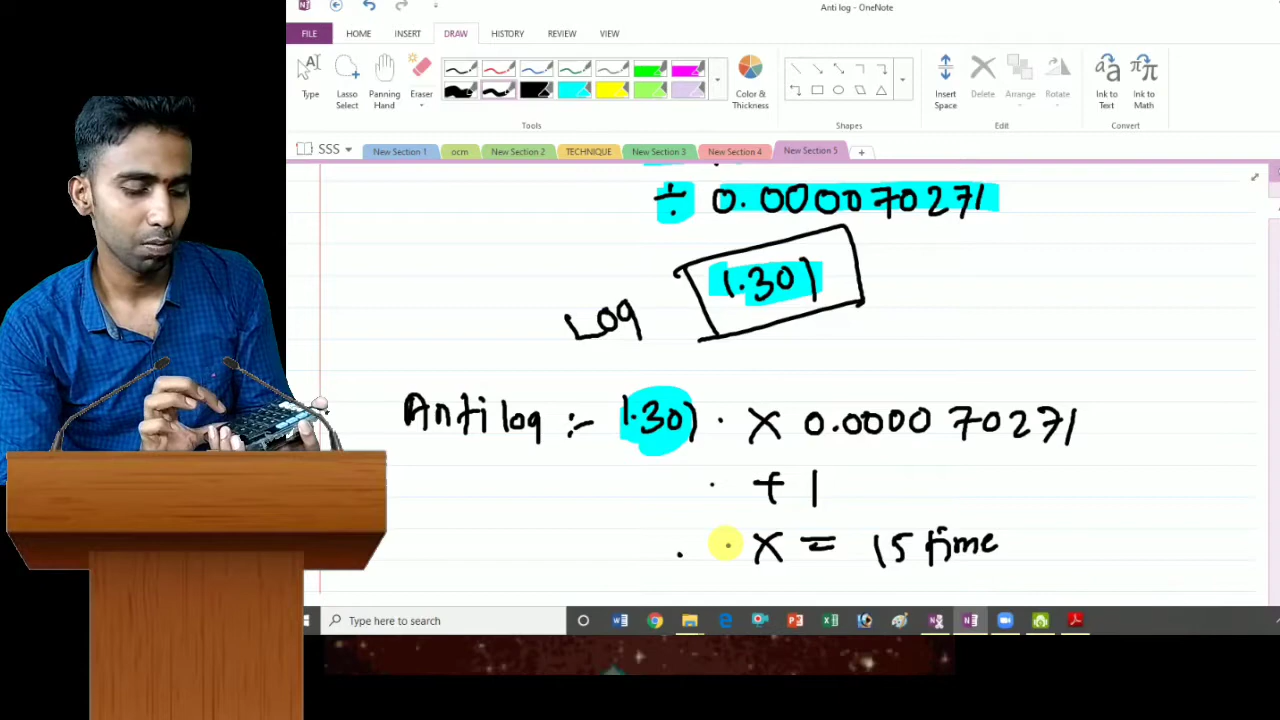 Anti log - OneNote
FILE HOME INSERT DRAW HISTORY REVIEW VIEW
Type Lasso Select Panning Hand Eraser Color & Thickness Insert Space Delete Arrange Rotate Ink to Text Ink to Math
Tools Shapes Edit Convert
SSS New Section 1 ocm New Section 2 TECHNIQUE New Section 3 New Section 4 New Section 5
÷ 0.000070271
1.301
Log
Anti log :- 1.301 · × 0.000070271
· + 1
· · × = 15 time
Type here to search